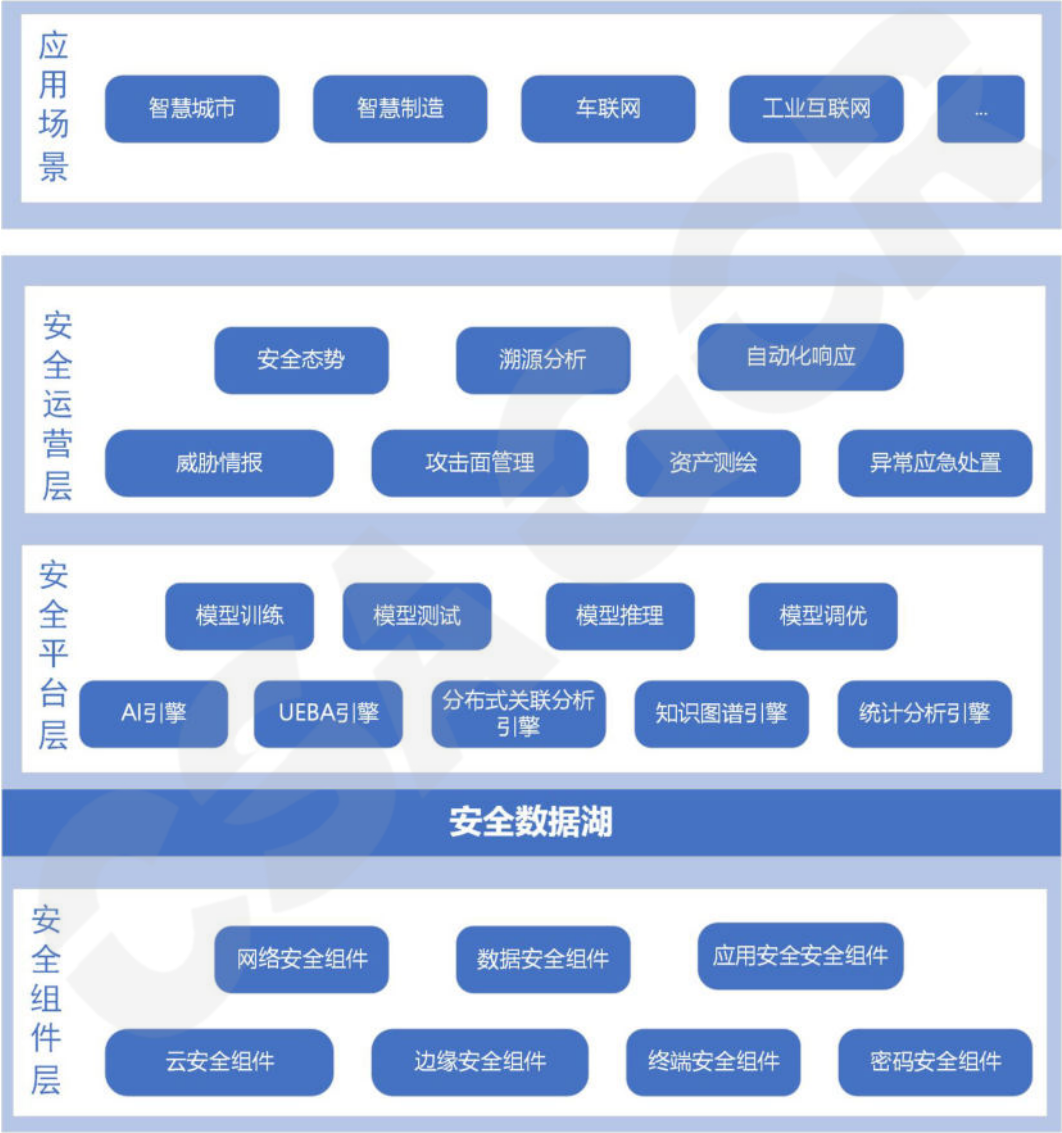 应用场景
智慧城市
智慧制造
车联网
工业互联网
...
安全运营层
安全态势
溯源分析
自动化响应
威胁情报
攻击面管理
资产测绘
异常应急处置
安全平台层
模型训练
模型测试
模型推理
模型调优
AI引擎
UEBA引擎
分布式关联分析
引擎
知识图谱引擎
统计分析引擎
安全数据湖
安全组件层
网络安全组件
数据安全组件
应用安全安全组件
云安全组件
边缘安全组件
终端安全组件
密码安全组件
CSA GCR